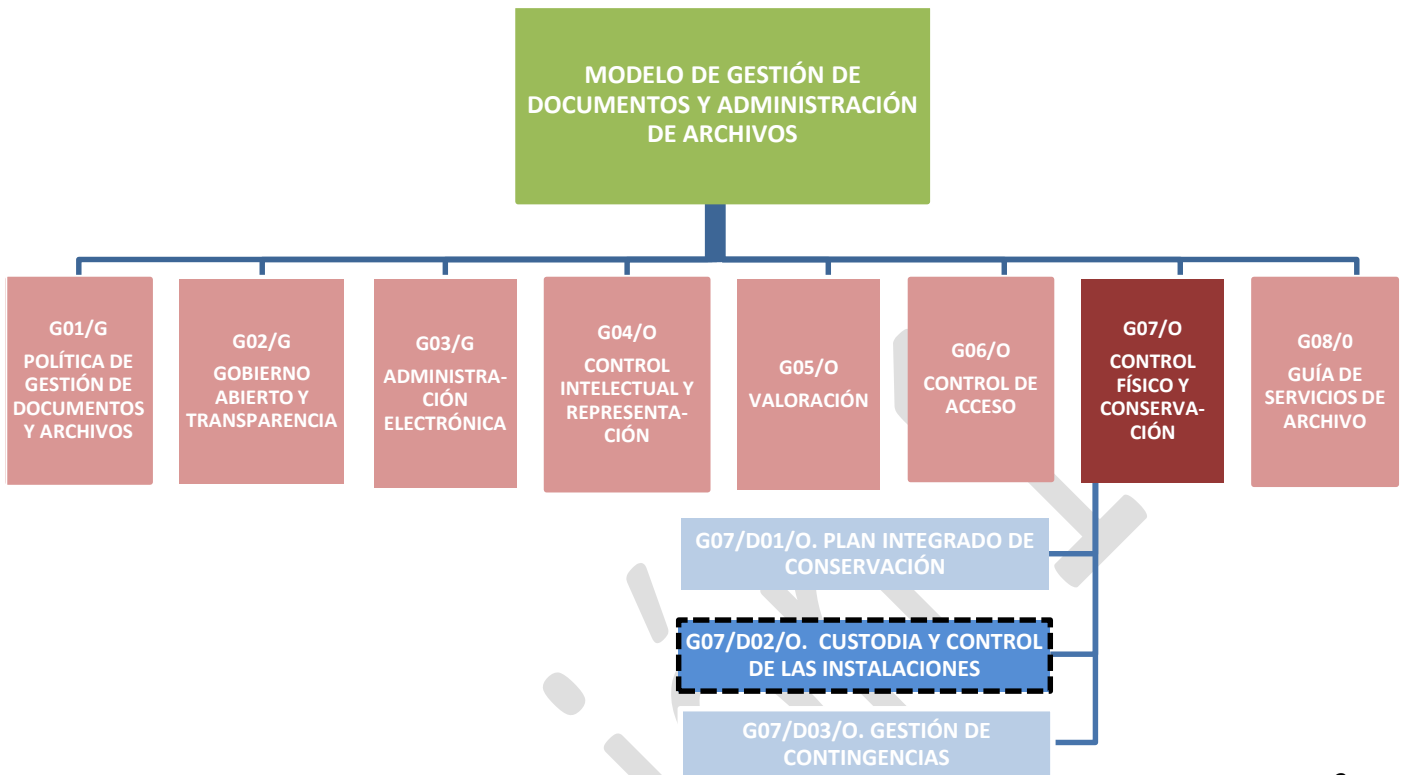 MODELO DE GESTIÓN DE
DOCUMENTOS Y ADMINISTRACIÓN
DE ARCHIVOS
G01/G
POLÍTICA DE
GESTIÓN DE
DOCUMENTOS
Y ARCHIVOS
G02/G
GOBIERNO
ABIERTO Y
TRANSPARENCIA
G03/G
ADMINISTRA-
CIÓN
ELECTRÓNICA
G04/O
CONTROL
INTELECTUAL Y
REPRESENTA-
CIÓN
G05/O
VALORACIÓN
G06/O
CONTROL DE
ACCESO
G07/O
CONTROL
FÍSICO Y
CONSERVA-
CIÓN
G08/0
GUÍA DE
SERVICIOS DE
ARCHIVO
G07/D01/O. PLAN INTEGRADO DE
CONSERVACIÓN
G07/D02/O. CUSTODIA Y CONTROL
DE LAS INSTALACIONES
G07/D03/O. GESTIÓN DE
CONTINGENCIAS